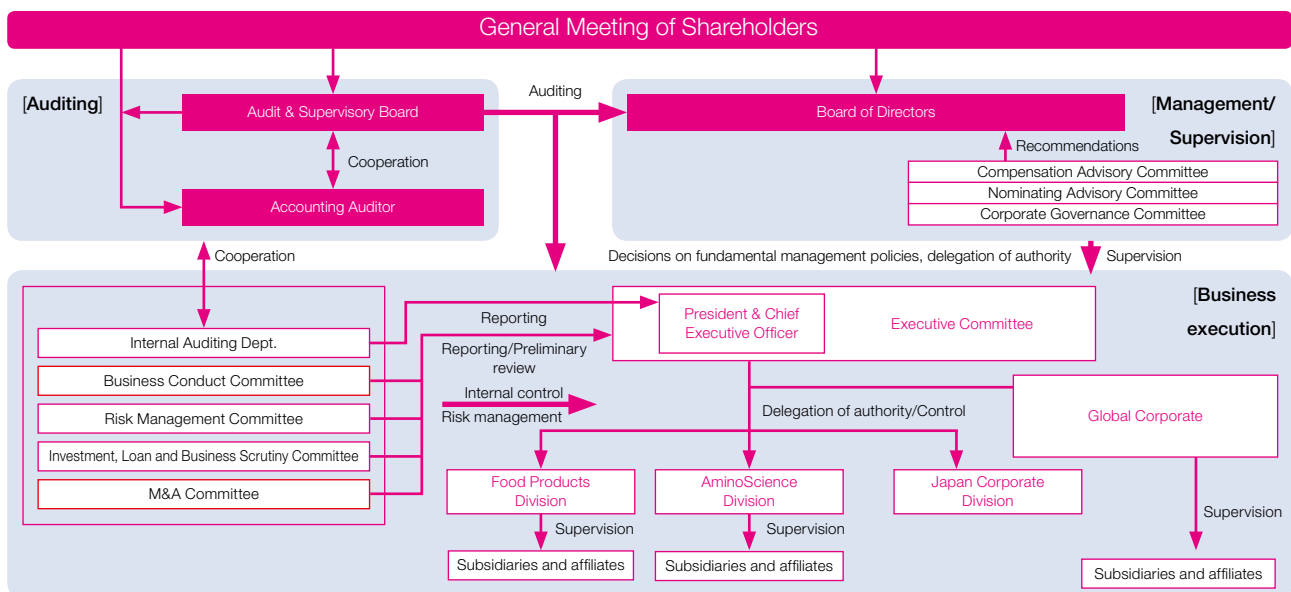 General Meeting of Shareholders
[Auditing]
Audit & Supervisory Board
Cooperation
Accounting Auditor
Auditing
Board of Directors
[Management/
Supervision]
Recommendations
Compensation Advisory Committee
Nominating Advisory Committee
Corporate Governance Committee
Cooperation
Decisions on fundamental management policies, delegation of authority
Supervision
[Business
execution]
Internal Auditing Dept.
Business Conduct Committee
Risk Management Committee
Investment, Loan and Business Scrutiny Committee
M&A Committee
Reporting
Reporting/Preliminary
review
Internal control
Risk management
President & Chief
Executive Officer
Executive Committee
Delegation of authority/Control
Global Corporate
Food Products
Division
AminoScience
Division
Japan Corporate
Division
Supervision
Supervision
Supervision
Subsidiaries and affiliates
Subsidiaries and affiliates
Subsidiaries and affiliates